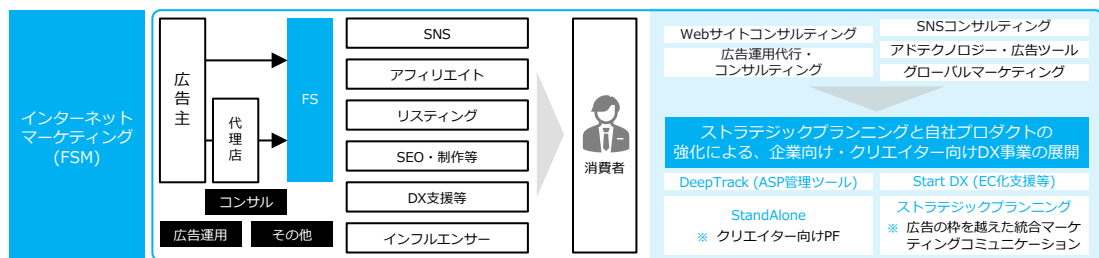 インターネット
マーケティング
(FSM)
広告主
代理店
FS
コンサル
広告運用
その他
SNS
アフィリエイト
リスティング
SEO・制作等
DX支援等
インフルエンサー
消費者
Webサイトコンサルティング
広告運用代行・
コンサルティング
SNSコンサルティング
アドテクノロジー・広告ツール
グローバルマーケティング
ストラテジックプランニングと自社プロダクトの
強化による、企業向け・クリエイター向けDX事業の展開
DeepTrack (ASP管理ツール)
StandAlone
※ クリエイター向けPF
Start DX (EC化支援等)
ストラテジックプランニング
※ 広告の枠を越えた統合マーケ
ティングコミュニケーション